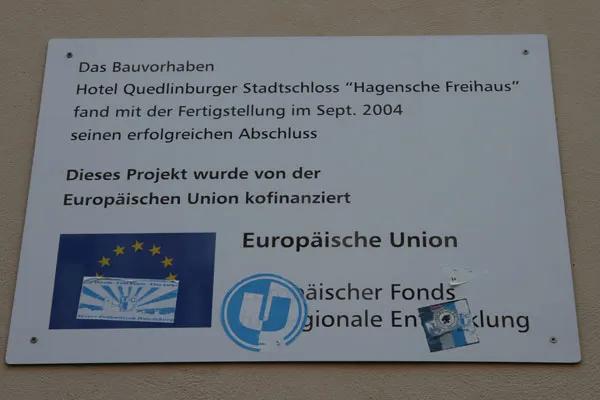 Das Bauvorhaben
Hotel Quedlinburger Stadtschloss “Hagensche Freihaus”
fand mit der Fertigstellung im Sept. 2004
seinen erfolgreichen Abschluss
Dieses Projekt wurde von der
Europäischen Union kofinanziert
Europäische Union
äischer Fonds
gionale Ent klung